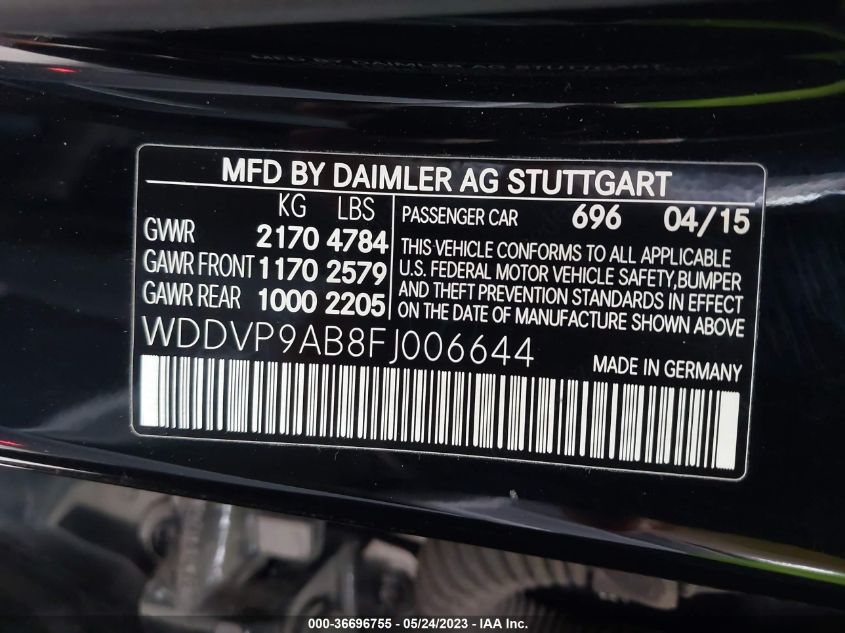 MFD BY DAIMLER AG STUTTGART
KG LBS
GVWR 2170 4784
GAWR FRONT 1170 2579
GAWR REAR 1000 2205
PASSENGER CAR 696 04/15
THIS VEHICLE CONFORMS TO ALL APPLICABLE
U.S. FEDERAL MOTOR VEHICLE SAFETY,BUMPER
AND THEFT PREVENTION STANDARDS IN EFFECT
ON THE DATE OF MANUFACTURE SHOWN ABOVE
WDDVP9AB8FJ006644
MADE IN GERMANY
000-36696755 - 05/24/2023 - IAA Inc.